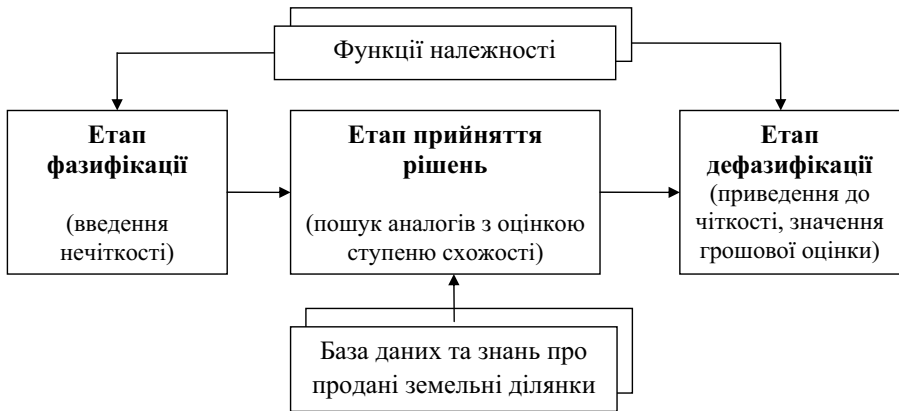 Функції належності
Етап
фазифікації
(введення
нечіткості)
Етап прийняття
рішень
(пошук аналогів з оцінкою
ступеню схожості)
Етап
дефазифікації
(приведення до
чіткості, значення
грошової оцінки)
База даних та знань про
продані земельні ділянки